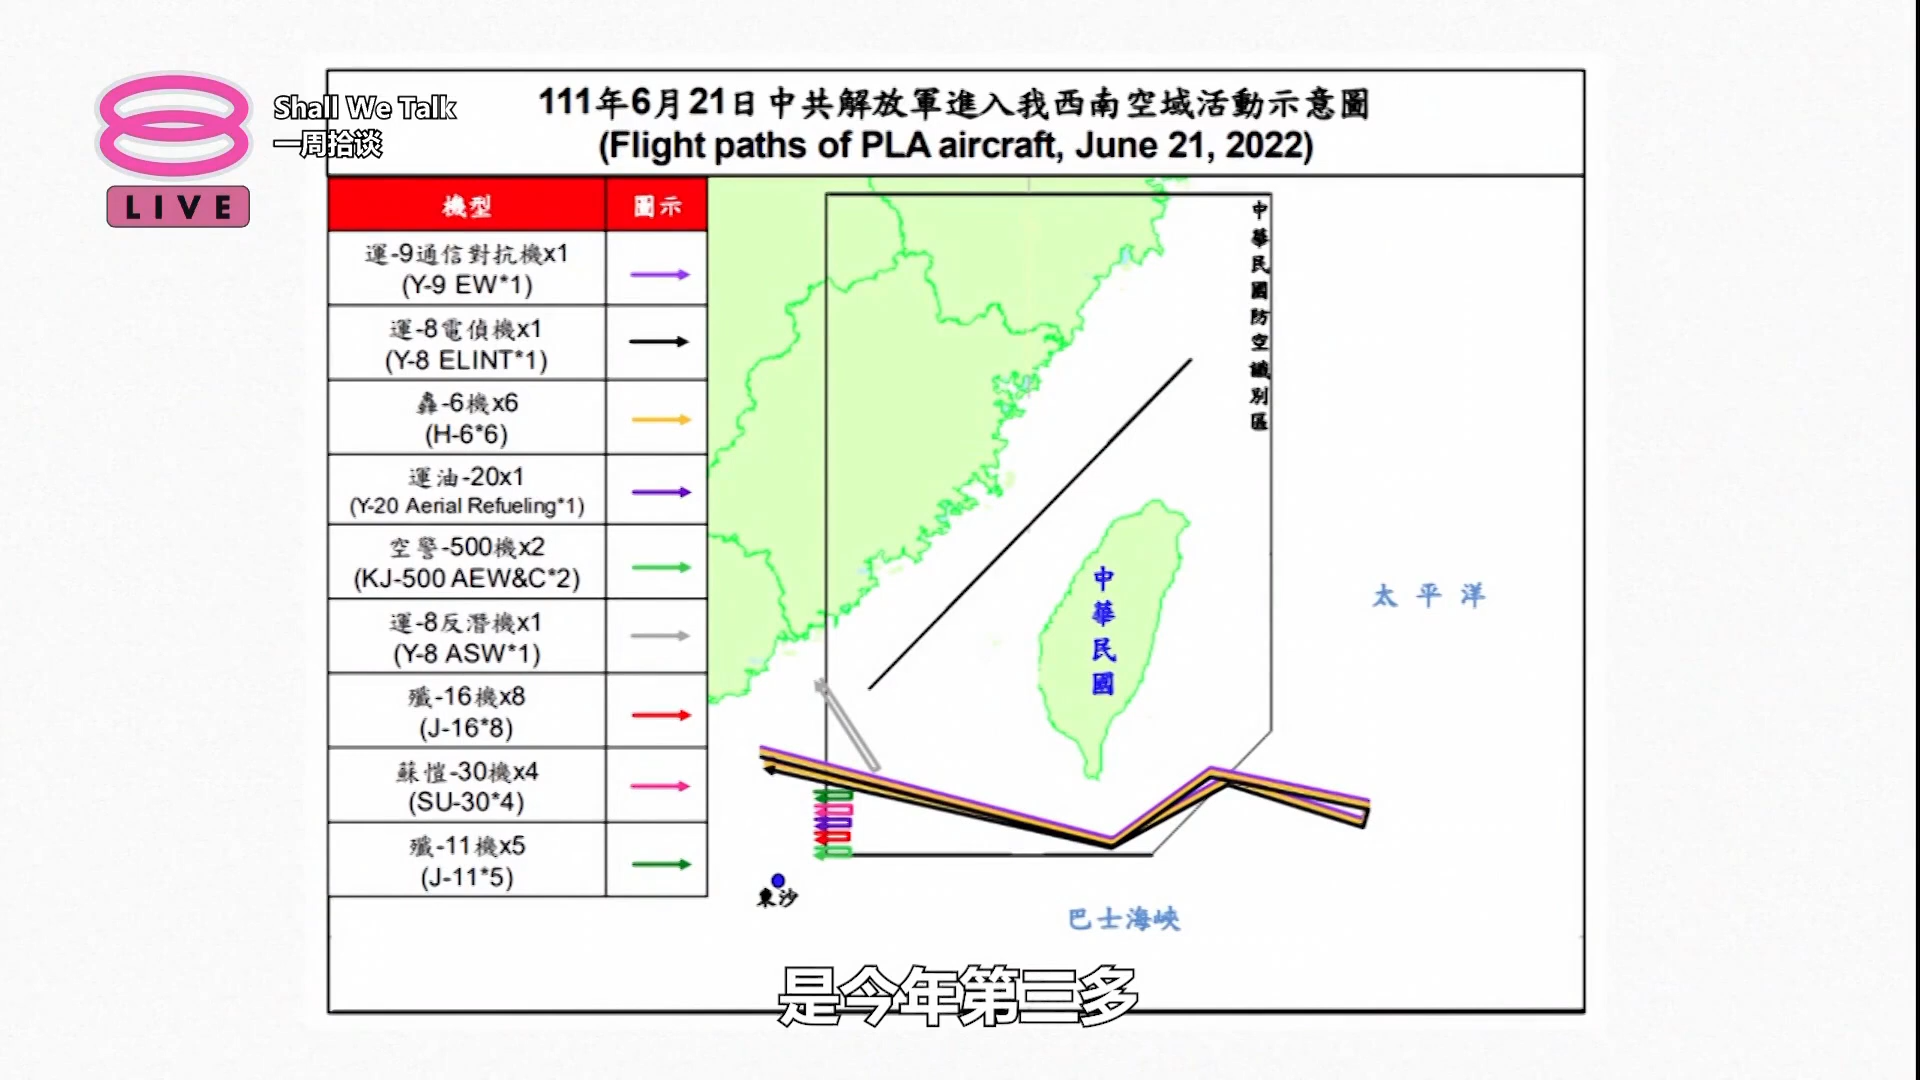 Shall We Talk
一周拾谈
LIVE
111年6月21日中共解放軍進入我西南空域活動示意圖
(Flight paths of PLA aircraft, June 21, 2022)
機型
圖示
運-9通信對抗機x1
(Y-9 EW*1)
運-8電偵機x1
(Y-8 ELINT*1)
轟-6機x6
(H-6*6)
運油-20x1
(Y-20 Aerial Refueling*1)
空警-500機x2
(KJ-500 AEW&C*2)
運-8反潛機x1
(Y-8 ASW*1)
殲-16機x8
(J-16*8)
蘇愷-30機x4
(SU-30*4)
殲-11機x5
(J-11*5)
中華民國防空識別區
中華民國
太平洋
東沙
巴士海峽
是今年第三多